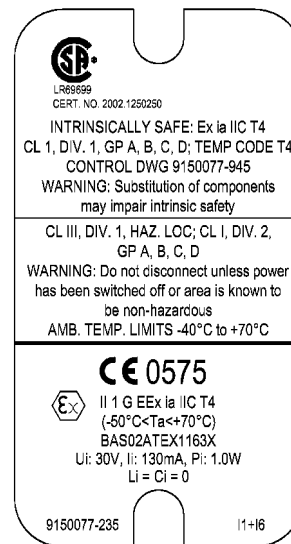 SA
LR69699
CERT. NO. 2002.1250250
INTRINSICALLY SAFE: Ex ia IIC T4
CL 1, DIV. 1, GP A, B, C, D; TEMP CODE T4
CONTROL DWG 9150077-945
WARNING: Substitution of components
may impair intrinsic safety
CL III, DIV. 1, HAZ. LOC; CL I, DIV. 2,
GP A, B, C, D
WARNING: Do not disconnect unless power
has been switched off or area is known to
be non-hazardous
AMB. TEMP. LIMITS -40°C to +70°C
CE 0575
Ex II 1 G EEx ia IIC T4
(-50°C<Ta<+70°C)
BAS02ATEX1163X
Ui: 30V, Ii: 130mA, Pi: 1.0W
Li = Ci = 0
9150077-235 I1+I6